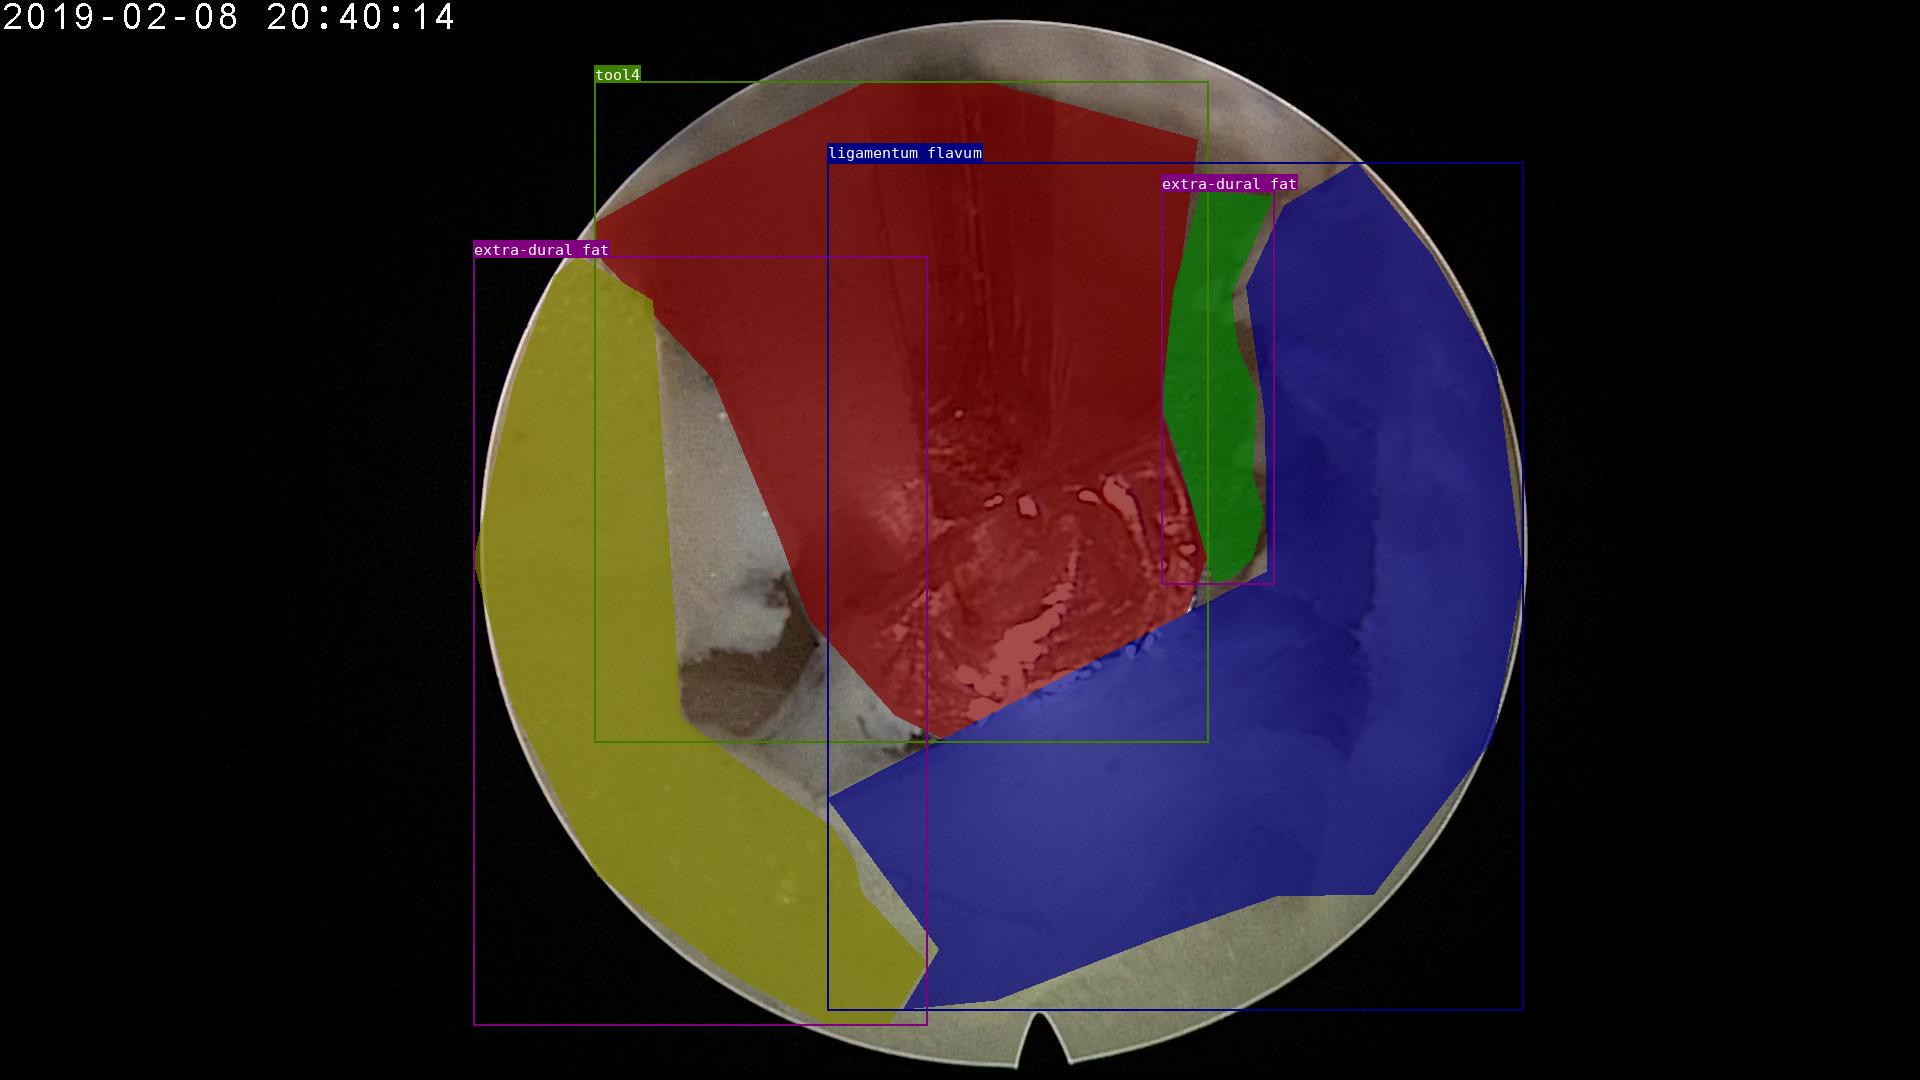 2019-02-08 20:40:14
tool4
ligamentum flavum
extra-dural fat
extra-dural fat